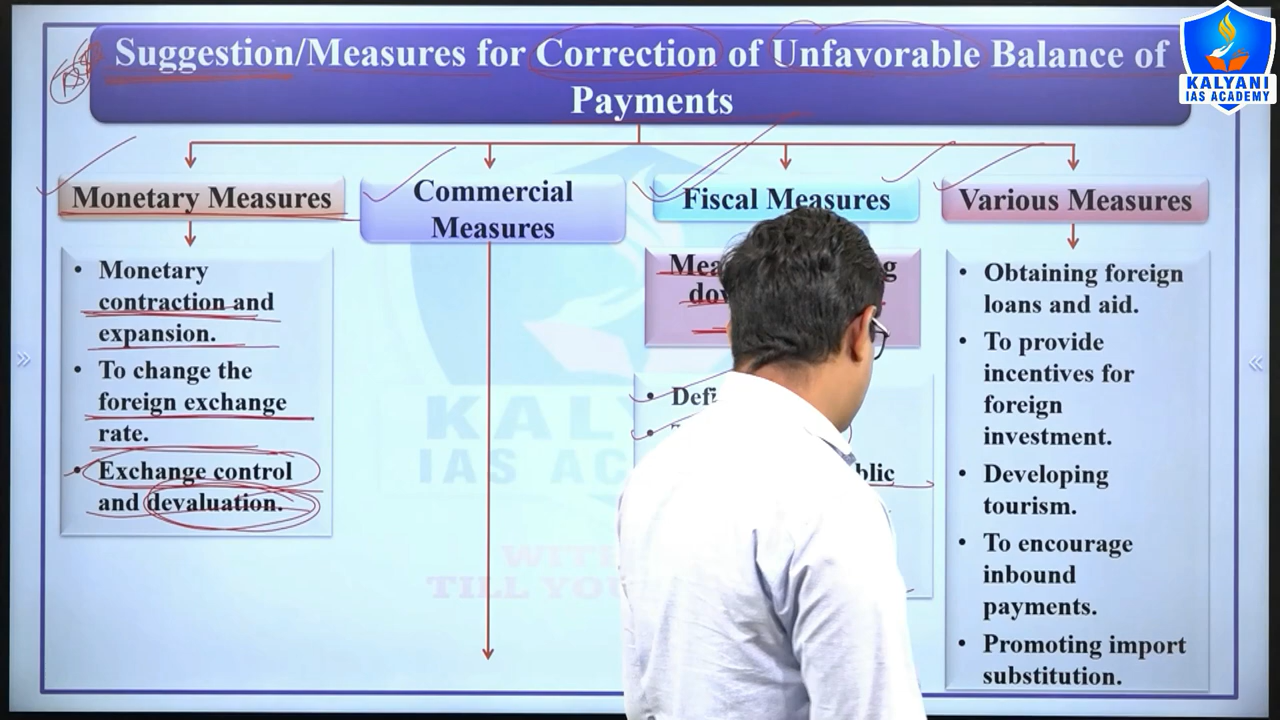 Suggestion/Measures for Correction of Unfavorable Balance of
Payments
KALYANI
IAS ACADEMY
Monetary Measures
Commercial
Measures
Fiscal Measures
Various Measures
• Monetary
contraction and
expansion.
• To change the
foreign exchange
rate.
• Exchange control
and devaluation.
• Obtaining foreign
loans and aid.
• To provide
incentives for
foreign
investment.
• Developing
tourism.
• To encourage
inbound
payments.
• Promoting import
substitution.